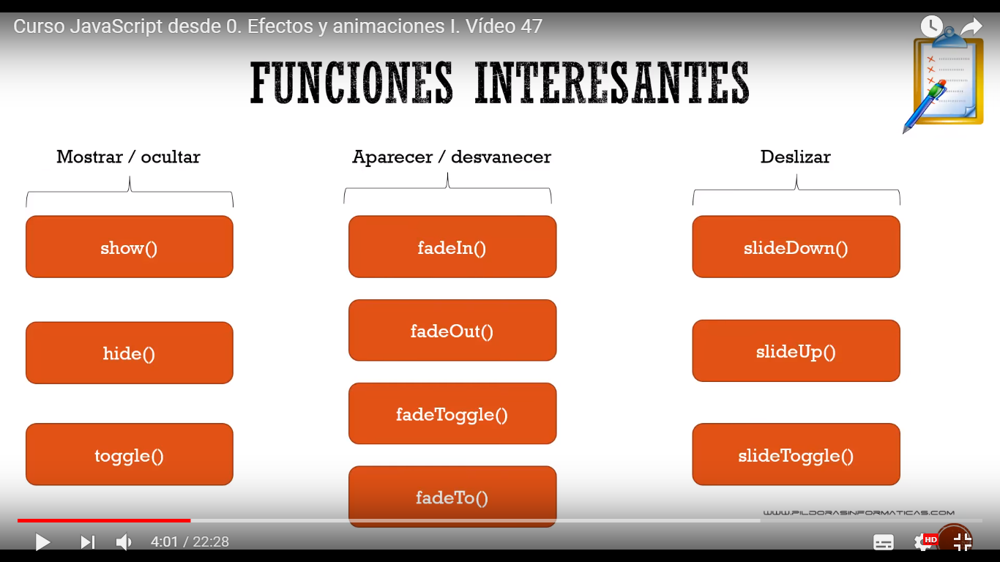 Curso JavaScript desde 0. Efectos y animaciones I. Vídeo 47
FUNCIONES INTERESANTES
Mostrar / ocultar
show()
hide()
toggle()
Aparecer / desvanecer
fadeIn()
fadeOut()
fadeToggle()
fadeTo()
Deslizar
slideDown()
slideUp()
slideToggle()
WWW.PILDORASINFORMATICAS.COM
4:01 / 22:28
HD